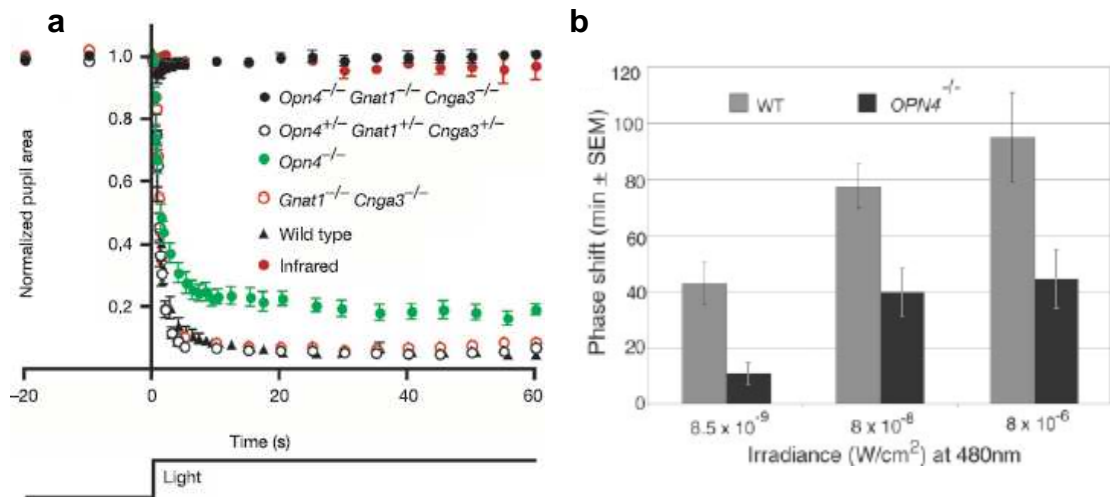 a
Normalized pupil area
1.0
0.8
0.6
0.4
0.2
Opn4–/– Gnat1–/– Cnga3–/–
Opn4+/– Gnat1+/– Cnga3+/–
Opn4–/–
Gnat1–/– Cnga3–/–
Wild type
Infrared
–20 0 20 40 60
Time (s)
Light
b
Phase shift (min ± SEM)
120
100
80
60
40
20
0
WT OPN4-/-
8.5 x 10-9 8 x 10-8 8 x 10-6
Irradiance (W/cm2) at 480nm